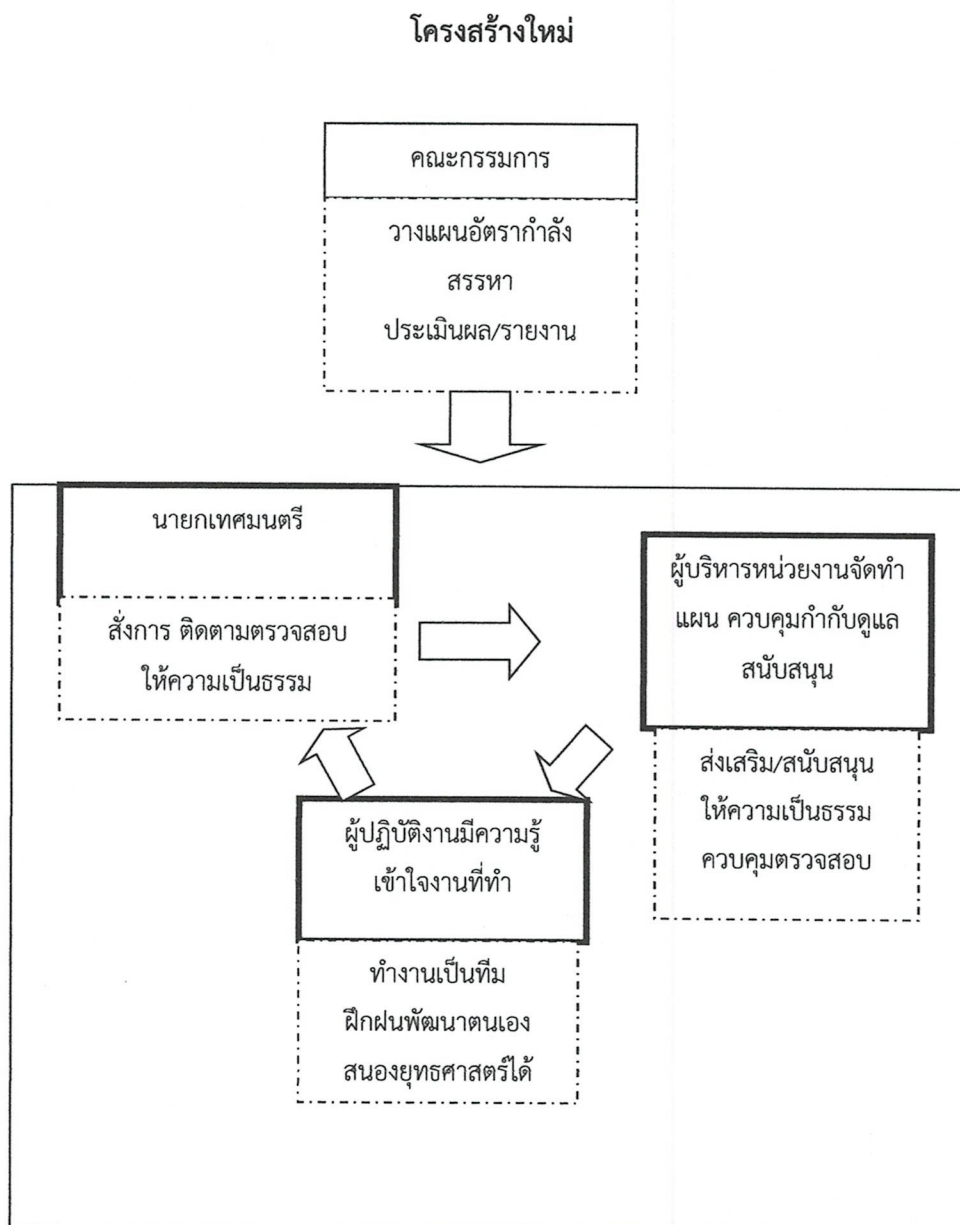 โครงสร้างใหม่
คณะกรรมการ
วางแผนอัตรากำลัง
สรรหา
ประเมินผล/รายงาน
นายกเทศมนตรี
สั่งการ ติดตามตรวจสอบ
ให้ความเป็นธรรม
ผู้บริหารหน่วยงานจัดทำ
แผน ควบคุมกำกับดูแล
สนับสนุน
ส่งเสริม/สนับสนุน
ให้ความเป็นธรรม
ควบคุมตรวจสอบ
ผู้ปฏิบัติงานมีความรู้
เข้าใจงานที่ทำ
ทำงานเป็นทีม
ฝึกฝนพัฒนาตนเอง
สนองยุทธศาสตร์ได้